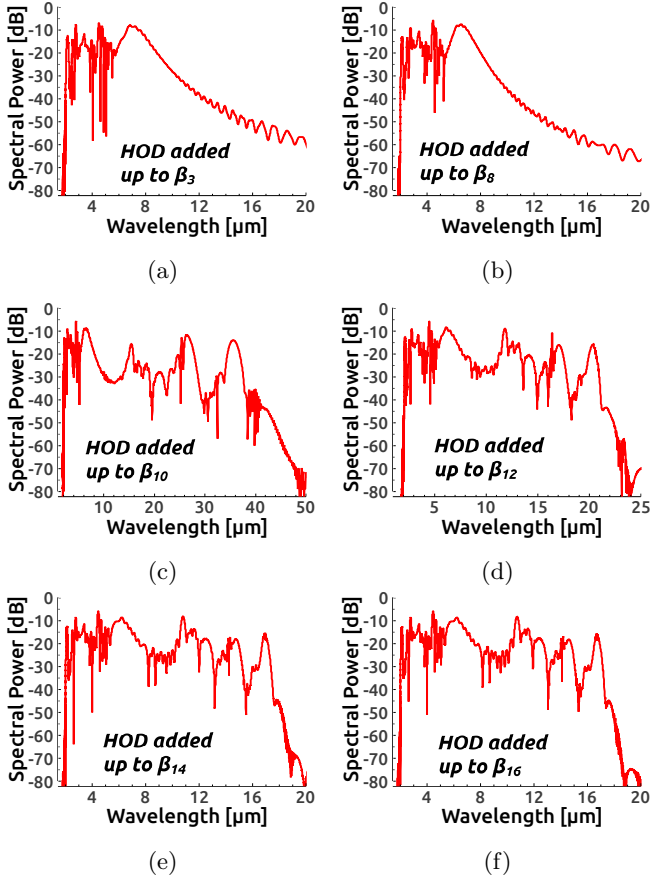 0
-10
-20
-30
-40
-50
-60
-70
-80
Spectral Power [dB]
HOD added
up to β3
4 8 12 16 20
Wavelength [μm]
(a)
0
-10
-20
-30
-40
-50
-60
-70
-80
Spectral Power [dB]
HOD added
up to β8
4 8 12 16 20
Wavelength [μm]
(b)
0
-10
-20
-30
-40
-50
-60
-70
-80
Spectral Power [dB]
HOD added
up to β10
10 20 30 40 50
Wavelength [μm]
(c)
0
-10
-20
-30
-40
-50
-60
-70
-80
Spectral Power [dB]
HOD added
up to β12
5 10 15 20 25
Wavelength [μm]
(d)
0
-10
-20
-30
-40
-50
-60
-70
-80
Spectral Power [dB]
HOD added
up to β14
4 8 12 16 20
Wavelength [μm]
(e)
0
-10
-20
-30
-40
-50
-60
-70
-80
Spectral Power [dB]
HOD added
up to β16
4 8 12 16 20
Wavelength [μm]
(f)